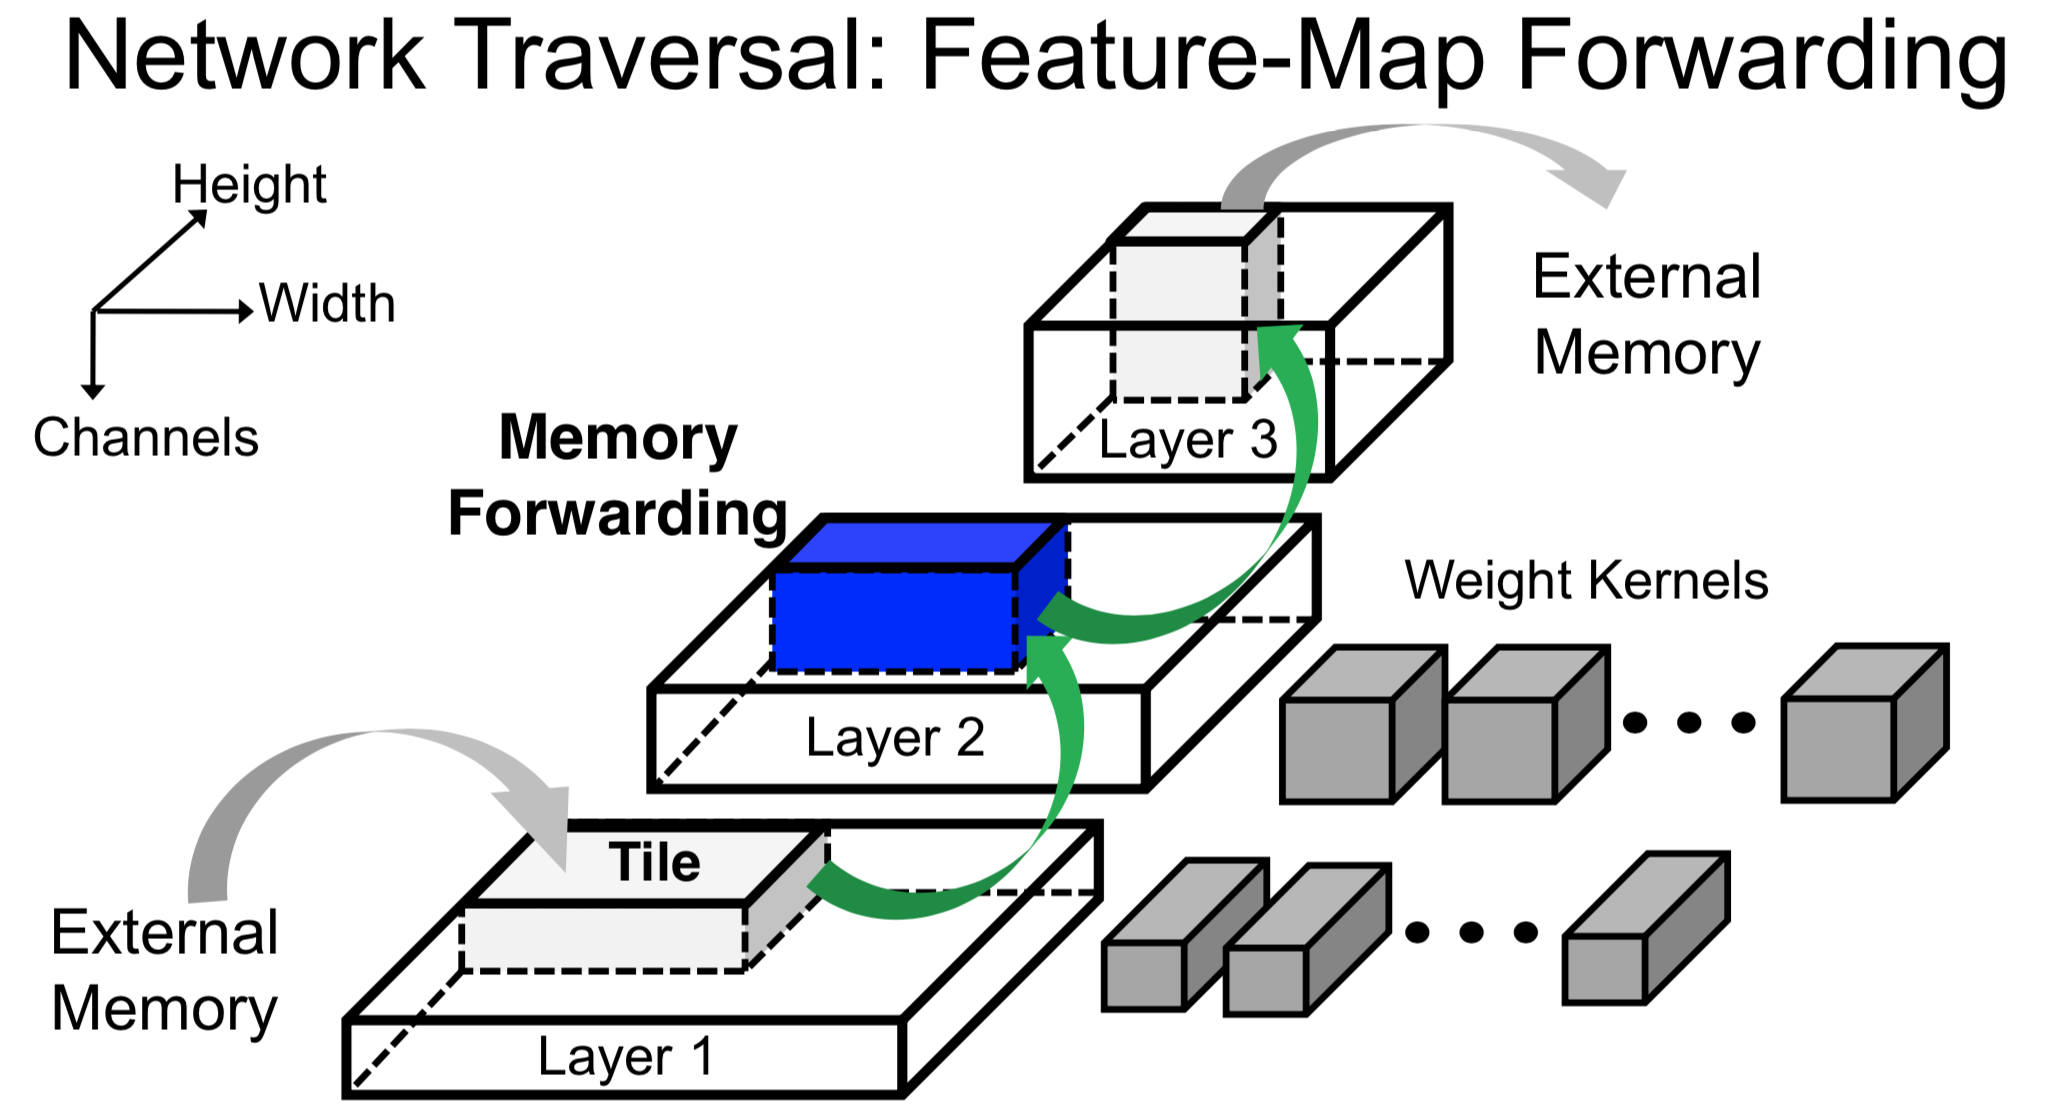 Network Traversal: Feature-Map Forwarding
Height
Width
Channels
External
Memory
Layer 3
Memory
Forwarding
Weight Kernels
Layer 2
Tile
External
Memory
Layer 1